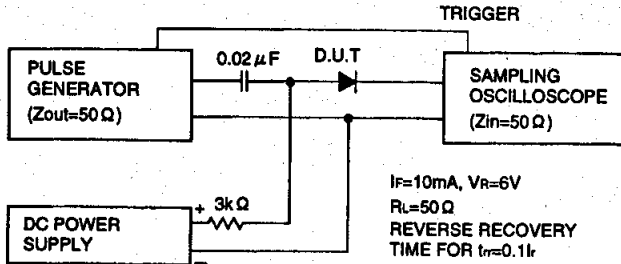 TRIGGER
0.02μF
D.U.T
PULSE
GENERATOR
(Zout=50Ω)
SAMPLING
OSCILLOSCOPE
(Zin=50Ω)
+
3kΩ
DC POWER
SUPPLY
IF=10mA, VR=6V
RL=50Ω
REVERSE RECOVERY
TIME FOR trr=0.1Ir